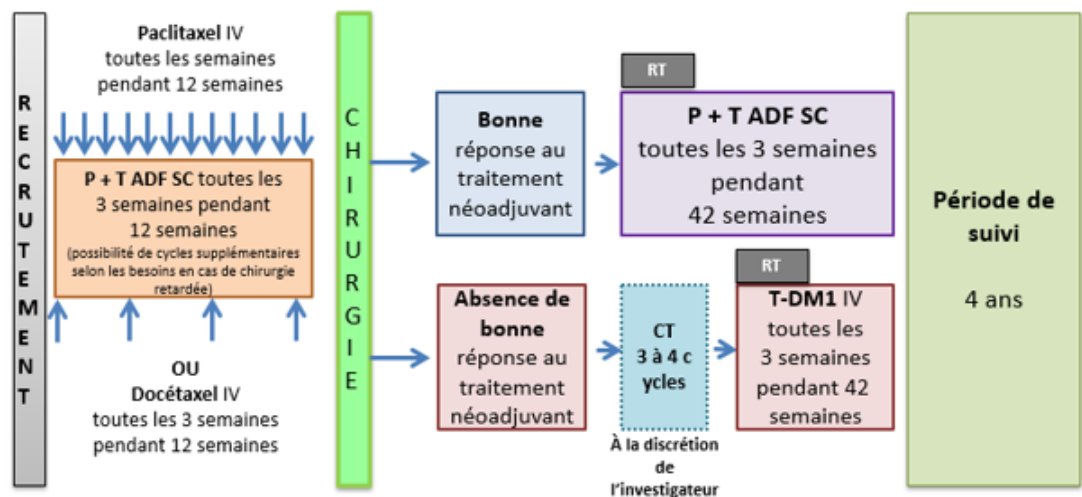 RECRUTEMENT
Paclitaxel IV
toutes les semaines
pendant 12 semaines
P + T ADF SC toutes les
3 semaines pendant
12 semaines
(possibilité de cycles supplémentaires
selon les besoins en cas de chirurgie
retardée)
OU
Docétaxel IV
toutes les 3 semaines
pendant 12 semaines
CHIRURGIE
Bonne
réponse au
traitement
néoadjuvant
RT
P + T ADF SC
toutes les 3 semaines
pendant
42 semaines
Absence de
bonne
réponse au
traitement
néoadjuvant
CT
3 à 4 c
ycles
À la discrétion
de
l'investigateur
RT
T-DM1 IV
toutes les
3 semaines
pendant 42
semaines
Période de
suivi
4 ans